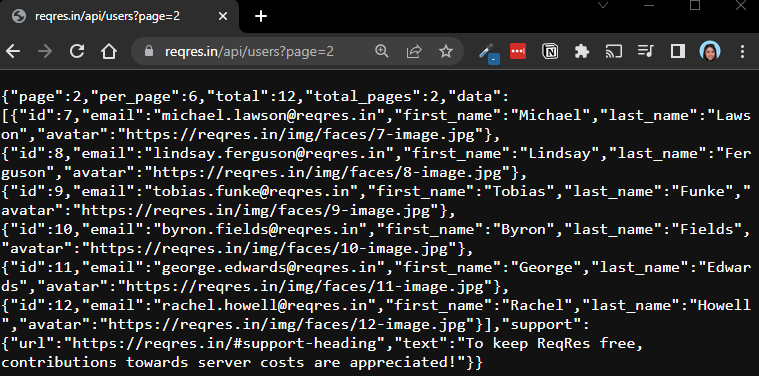 reqres.in/api/users?page=2
reqres.in/api/users?page=2
{"page":2,"per_page":6,"total":12,"total_pages":2,"data":
[{"id":7,"email":"michael.lawson@reqres.in","first_name":"Michael","last_name":"Laws
on","avatar":"https://reqres.in/img/faces/7-image.jpg"},
{"id":8,"email":"lindsay.ferguson@reqres.in","first_name":"Lindsay","last_name":"Fer
guson","avatar":"https://reqres.in/img/faces/8-image.jpg"},
{"id":9,"email":"tobias.funke@reqres.in","first_name":"Tobias","last_name":"Funke","
avatar":"https://reqres.in/img/faces/9-image.jpg"},
{"id":10,"email":"byron.fields@reqres.in","first_name":"Byron","last_name":"Fields",
"avatar":"https://reqres.in/img/faces/10-image.jpg"},
{"id":11,"email":"george.edwards@reqres.in","first_name":"George","last_name":"Edwar
ds","avatar":"https://reqres.in/img/faces/11-image.jpg"},
{"id":12,"email":"rachel.howell@reqres.in","first_name":"Rachel","last_name":"Howell
","avatar":"https://reqres.in/img/faces/12-image.jpg"}],"support":
{"url":"https://reqres.in/#support-heading","text":"To keep ReqRes free,
contributions towards server costs are appreciated!"}}